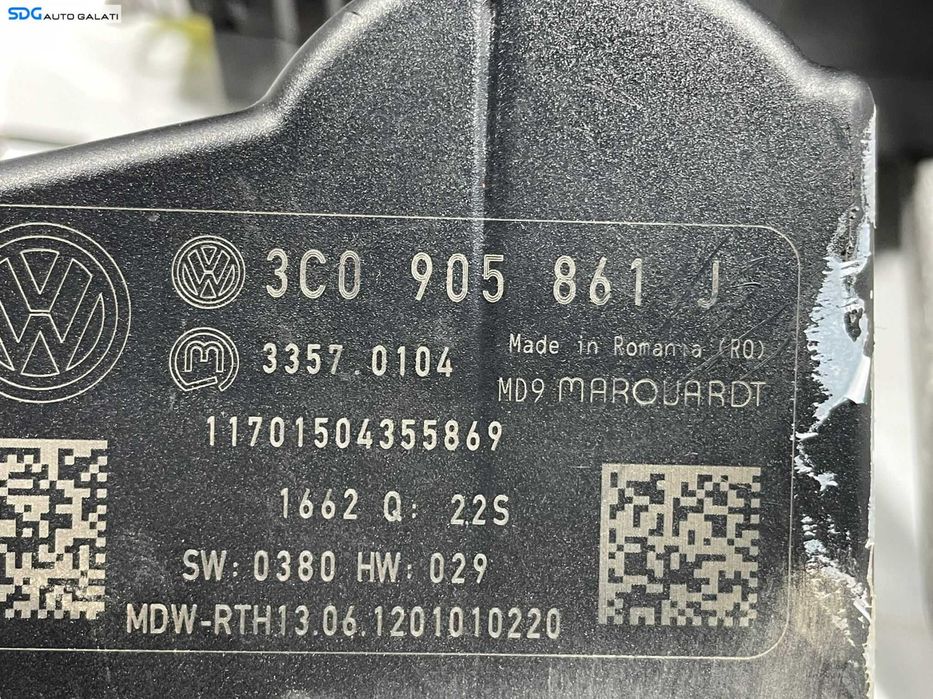 SDG AUTO GALATI
3C0 905 861 J
3357.0104
Made in Romania (RO)
MD9 MARQUARDT
11701504355869
1662 Q: 22S
SW: 0380 HW: 029
MDW-RTH13.06.1201010220